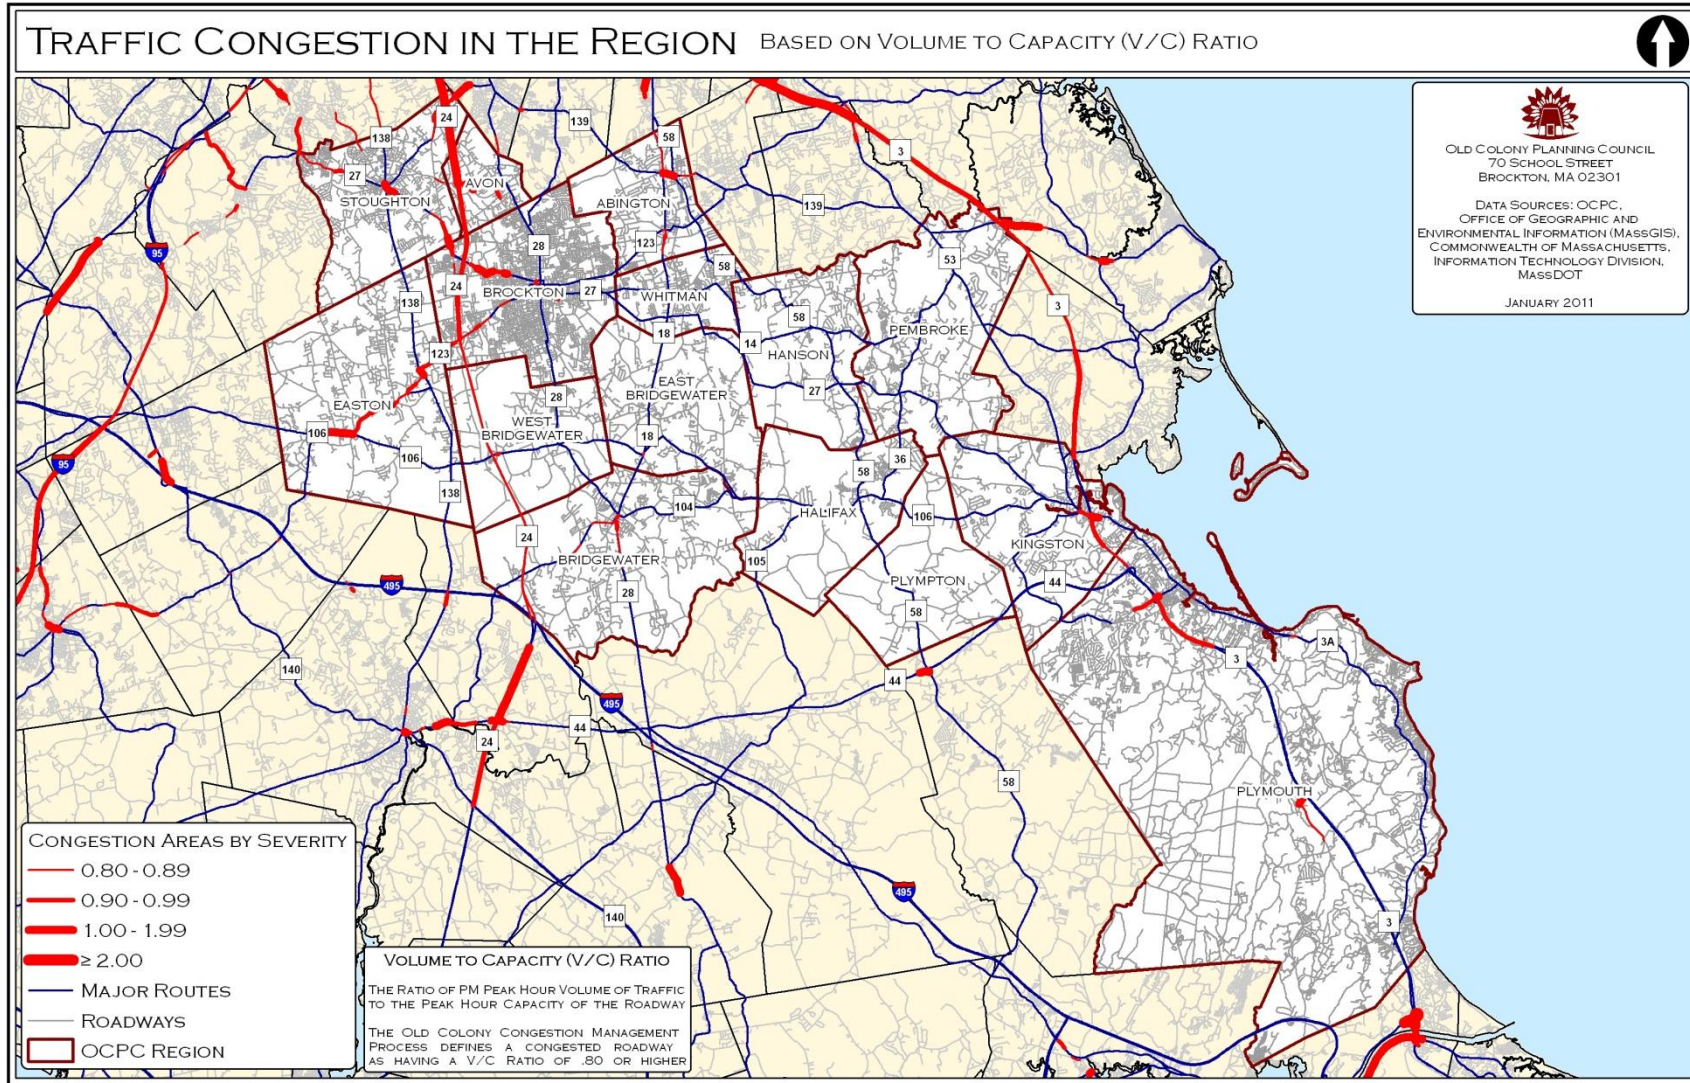 TRAFFIC CONGESTION IN THE REGION BASED ON VOLUME TO CAPACITY (V/C) RATIO
OLD COLONY PLANNING COUNCIL
70 SCHOOL STREET
BROCKTON, MA 02301
DATA SOURCES: OCPC,
OFFICE OF GEOGRAPHIC AND
ENVIRONMENTAL INFORMATION (MASSGIS),
COMMONWEALTH OF MASSACHUSETTS,
INFORMATION TECHNOLOGY DIVISION,
MASSDOT
JANUARY 2011
24
139
138
58
3
27
STOUGHTON
AVON
ABINGTON
139
95
28
123
53
58
24
BROCKTON
27
WHITMAN
138
58
3
PEMBROKE
18
14
HANSON
123
27
EASTON
28
EAST
BRIDGEWATER
WEST
BRIDGEWATER
106
18
106
95
58
36
138
104
HALIFAX
106
24
KINGSTON
BRIDGEWATER
105
495
28
PLYMPTON
44
58
3A
3
140
44
495
44
24
58
PLYMOUTH
495
140
3
CONGESTION AREAS BY SEVERITY
0.80 - 0.89
0.90 - 0.99
1.00 - 1.99
≥ 2.00
MAJOR ROUTES
ROADWAYS
OCPC REGION
VOLUME TO CAPACITY (V/C) RATIO
THE RATIO OF PM PEAK HOUR VOLUME OF TRAFFIC
TO THE PEAK HOUR CAPACITY OF THE ROADWAY
THE OLD COLONY CONGESTION MANAGEMENT
PROCESS DEFINES A CONGESTED ROADWAY
AS HAVING A V/C RATIO OF .80 OR HIGHER